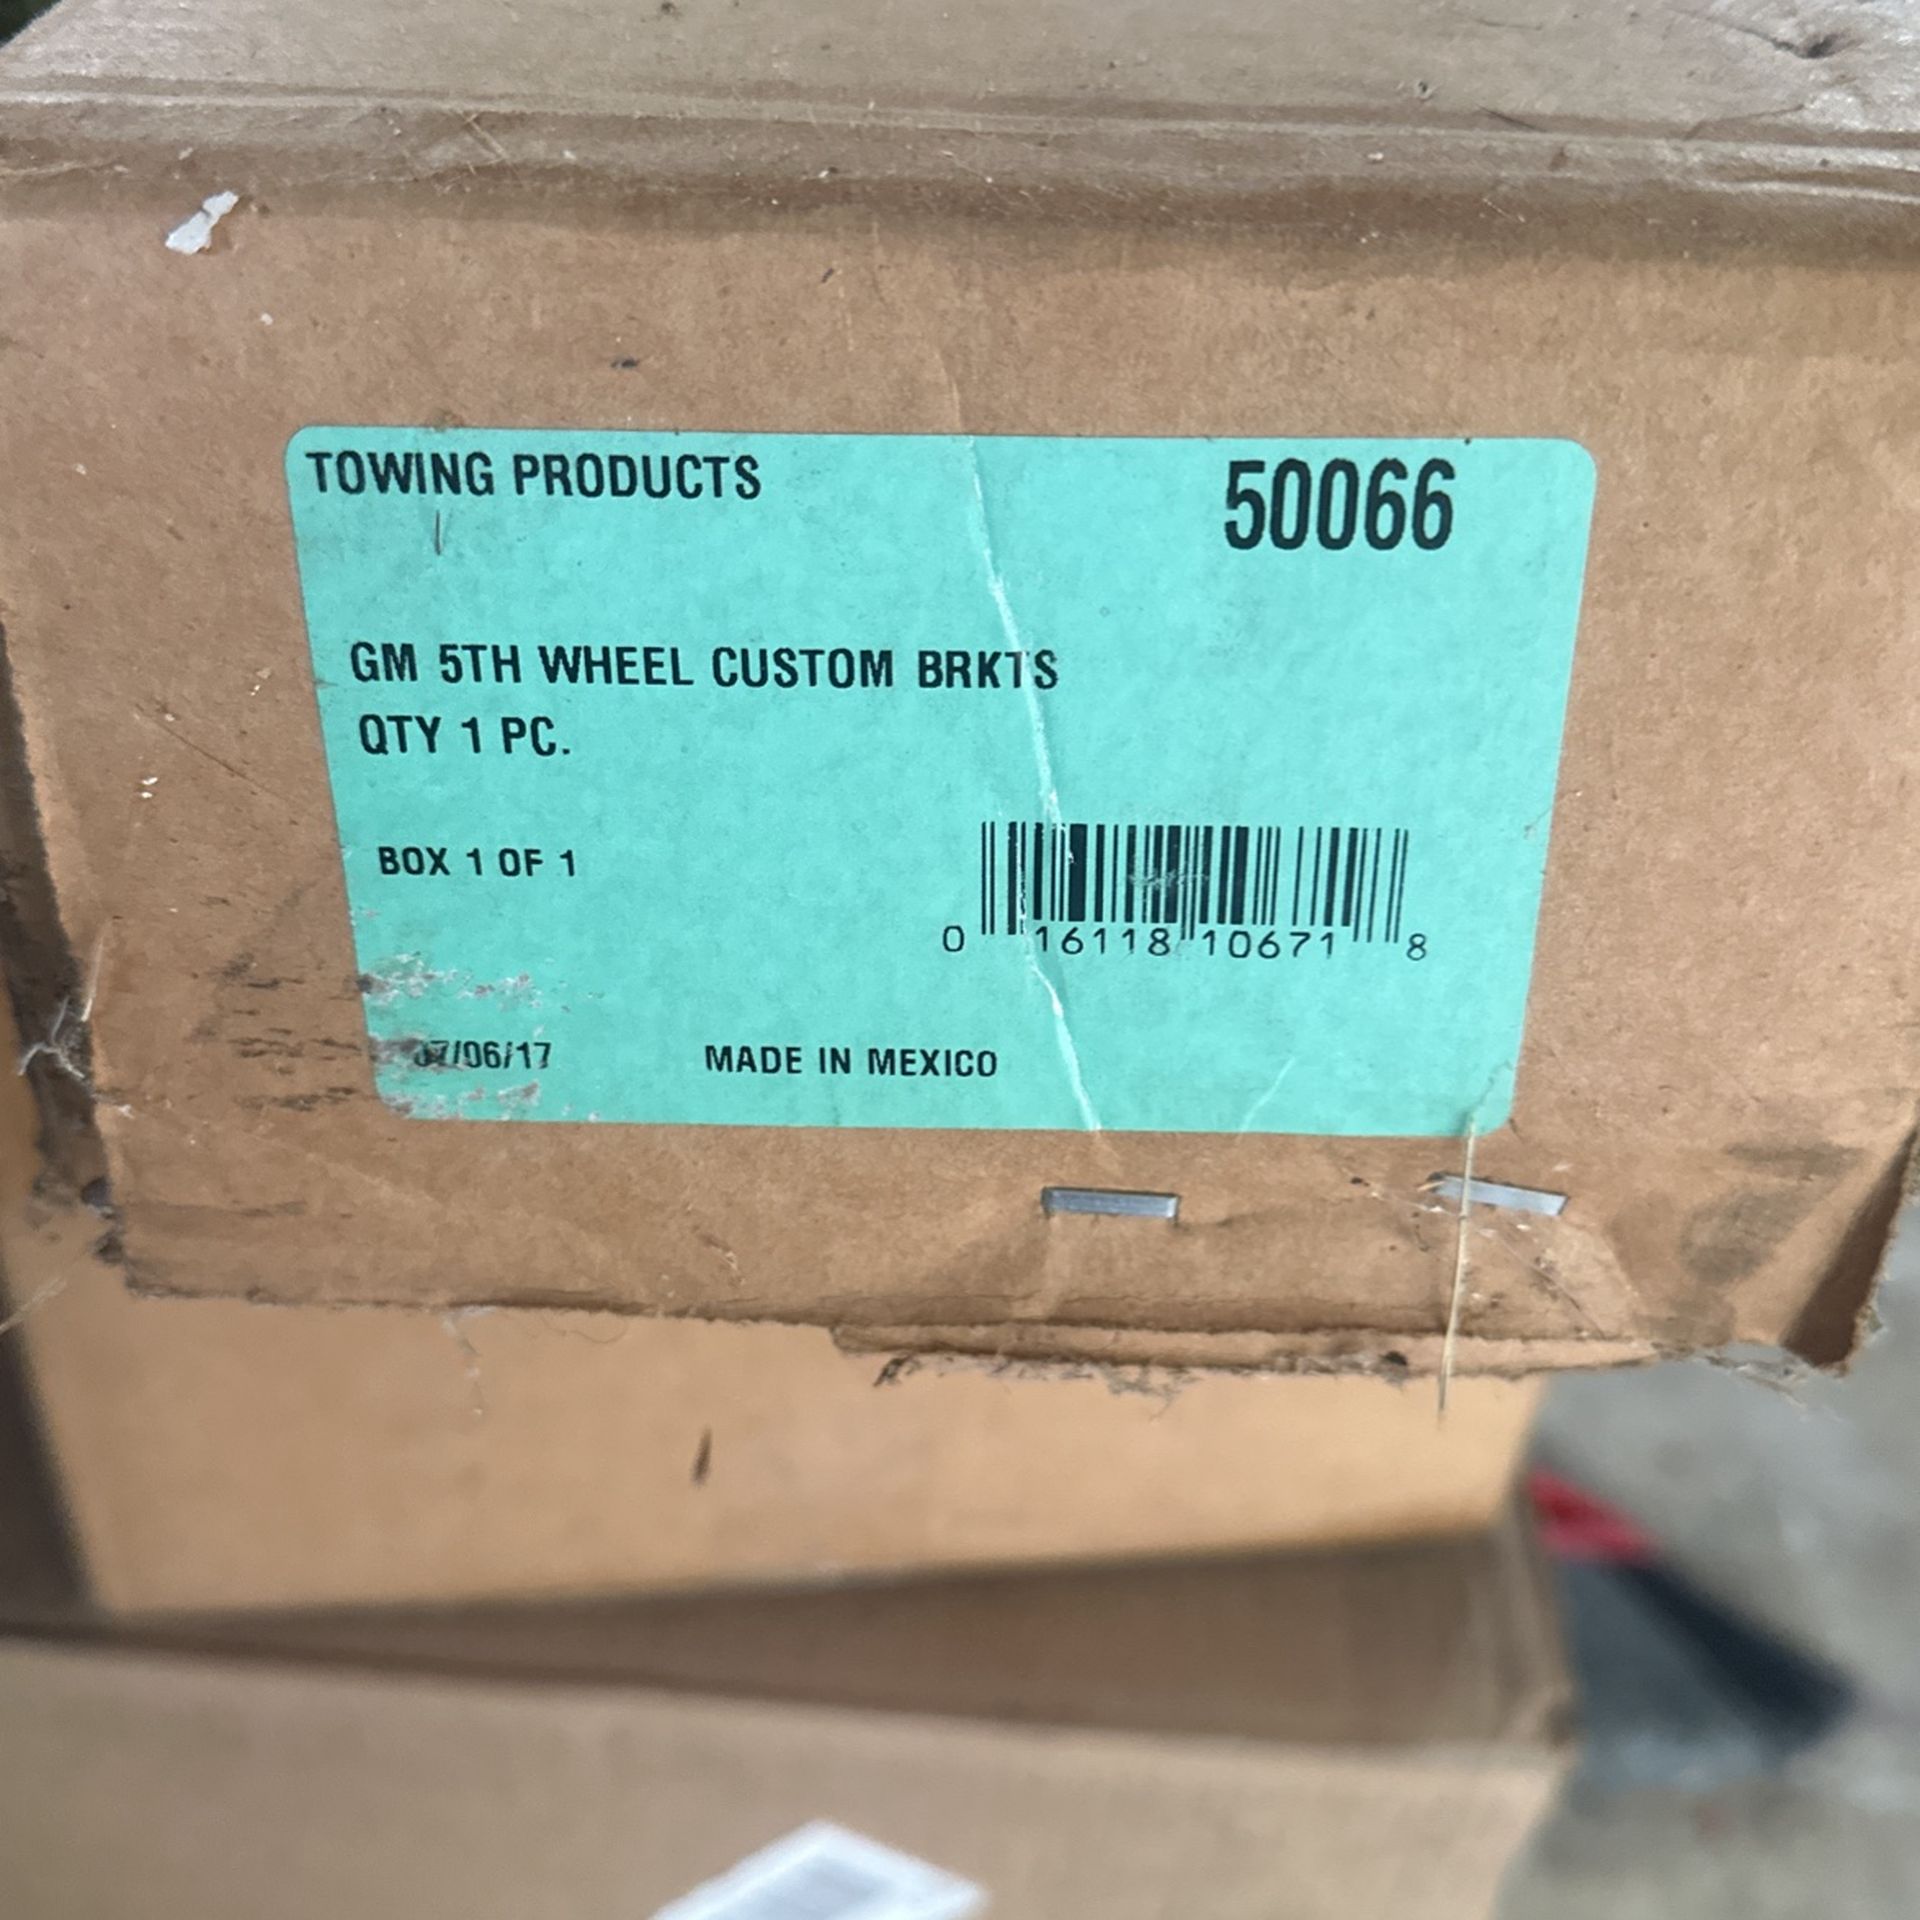 TOWING PRODUCTS 50066
GM 5TH WHEEL CUSTOM BRKTS
QTY 1 PC.
BOX 1 OF 1
0 16118 10671 8
07/06/17 MADE IN MEXICO